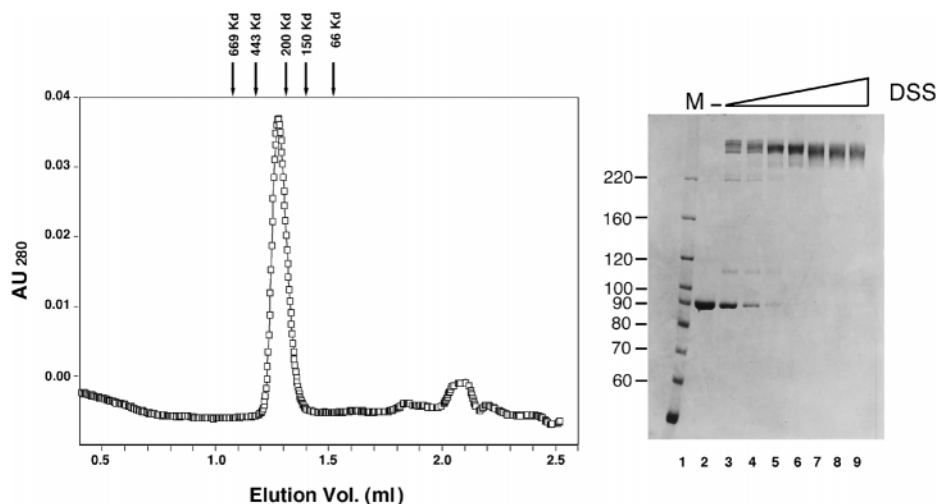 669 Kd
443 Kd
200 Kd
150 Kd
66 Kd
0.04
0.03
0.02
0.01
0.00
AU 280
0.5 1.0 1.5 2.0 2.5
Elution Vol. (ml)
M – DSS
220
160
120
100
90
80
70
60
1 2 3 4 5 6 7 8 9